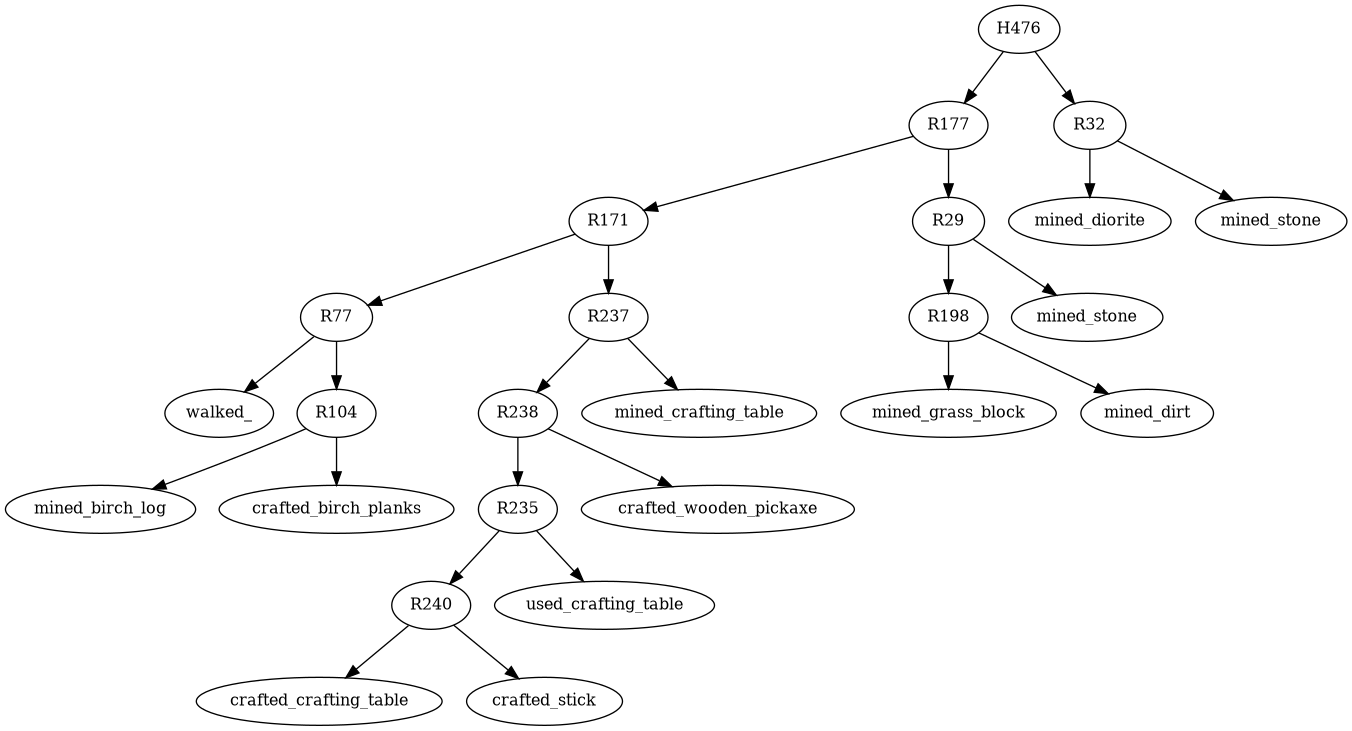 H476
R177
R32
R171
R29
mined_diorite
mined_stone
R77
R237
R198
mined_stone
walked_
R104
R238
mined_crafting_table
mined_grass_block
mined_dirt
mined_birch_log
crafted_birch_planks
R235
crafted_wooden_pickaxe
R240
used_crafting_table
crafted_crafting_table
crafted_stick